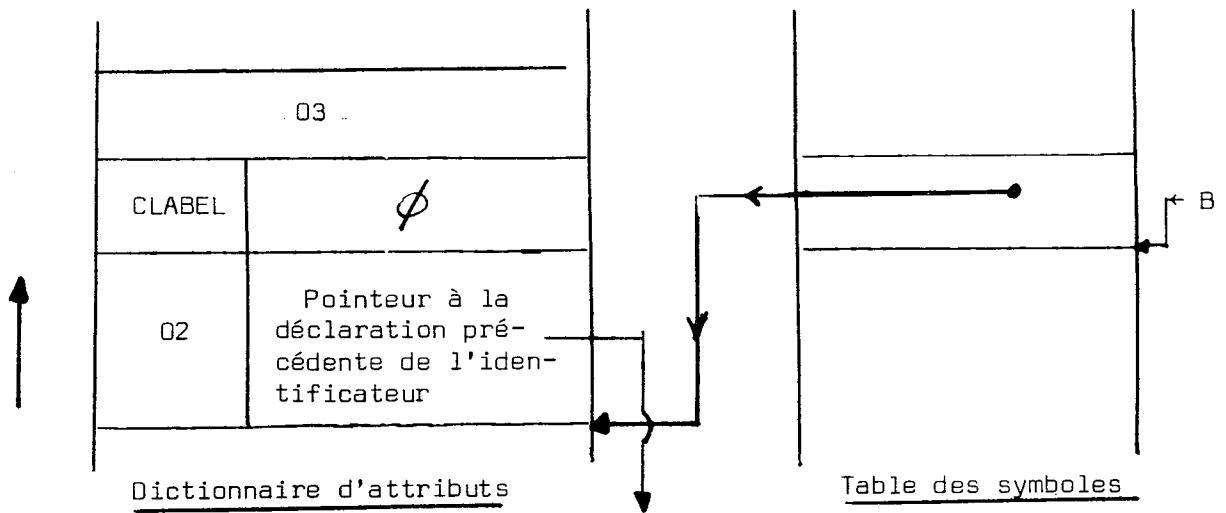 03
CLABEL
ϕ
← B
02
Pointeur à la
déclaration pré-
cédente de l'iden-
tificateur
Dictionnaire d'attributs
Table des symboles